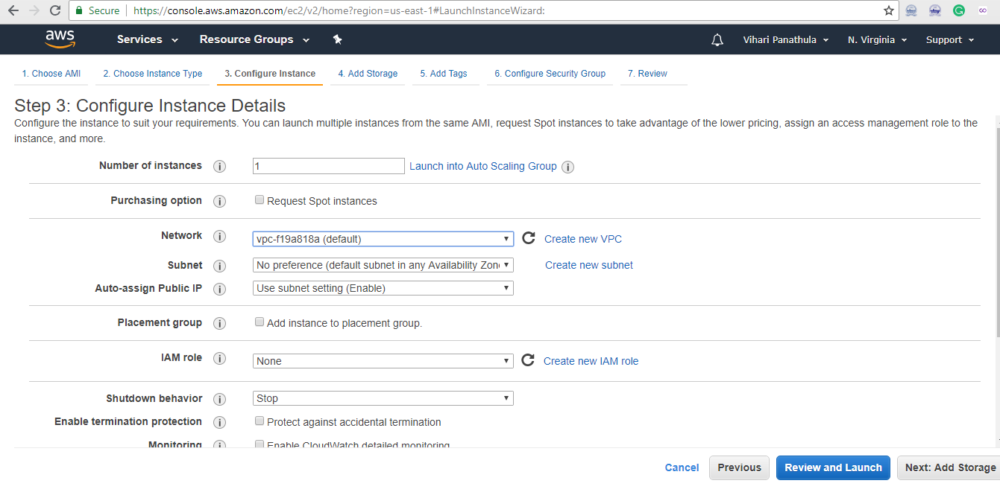 Secure https://console.aws.amazon.com/ec2/v2/home?region=us-east-1#LaunchInstanceWizard:
aws Services Resource Groups Vihari Panathula N. Virginia Support
1. Choose AMI 2. Choose Instance Type 3. Configure Instance 4. Add Storage 5. Add Tags 6. Configure Security Group 7. Review
Step 3: Configure Instance Details
Configure the instance to suit your requirements. You can launch multiple instances from the same AMI, request Spot instances to take advantage of the lower pricing, assign an access management role to the
instance, and more.
Number of instances i 1 Launch into Auto Scaling Group i
Purchasing option i Request Spot instances
Network i vpc-f19a818a (default) Create new VPC
Subnet i No preference (default subnet in any Availability Zon Create new subnet
Auto-assign Public IP i Use subnet setting (Enable)
Placement group i Add instance to placement group.
IAM role i None Create new IAM role
Shutdown behavior i Stop
Enable termination protection i Protect against accidental termination
Monitoring i Enable CloudWatch detailed monitoring
Cancel Previous Review and Launch Next: Add Storage